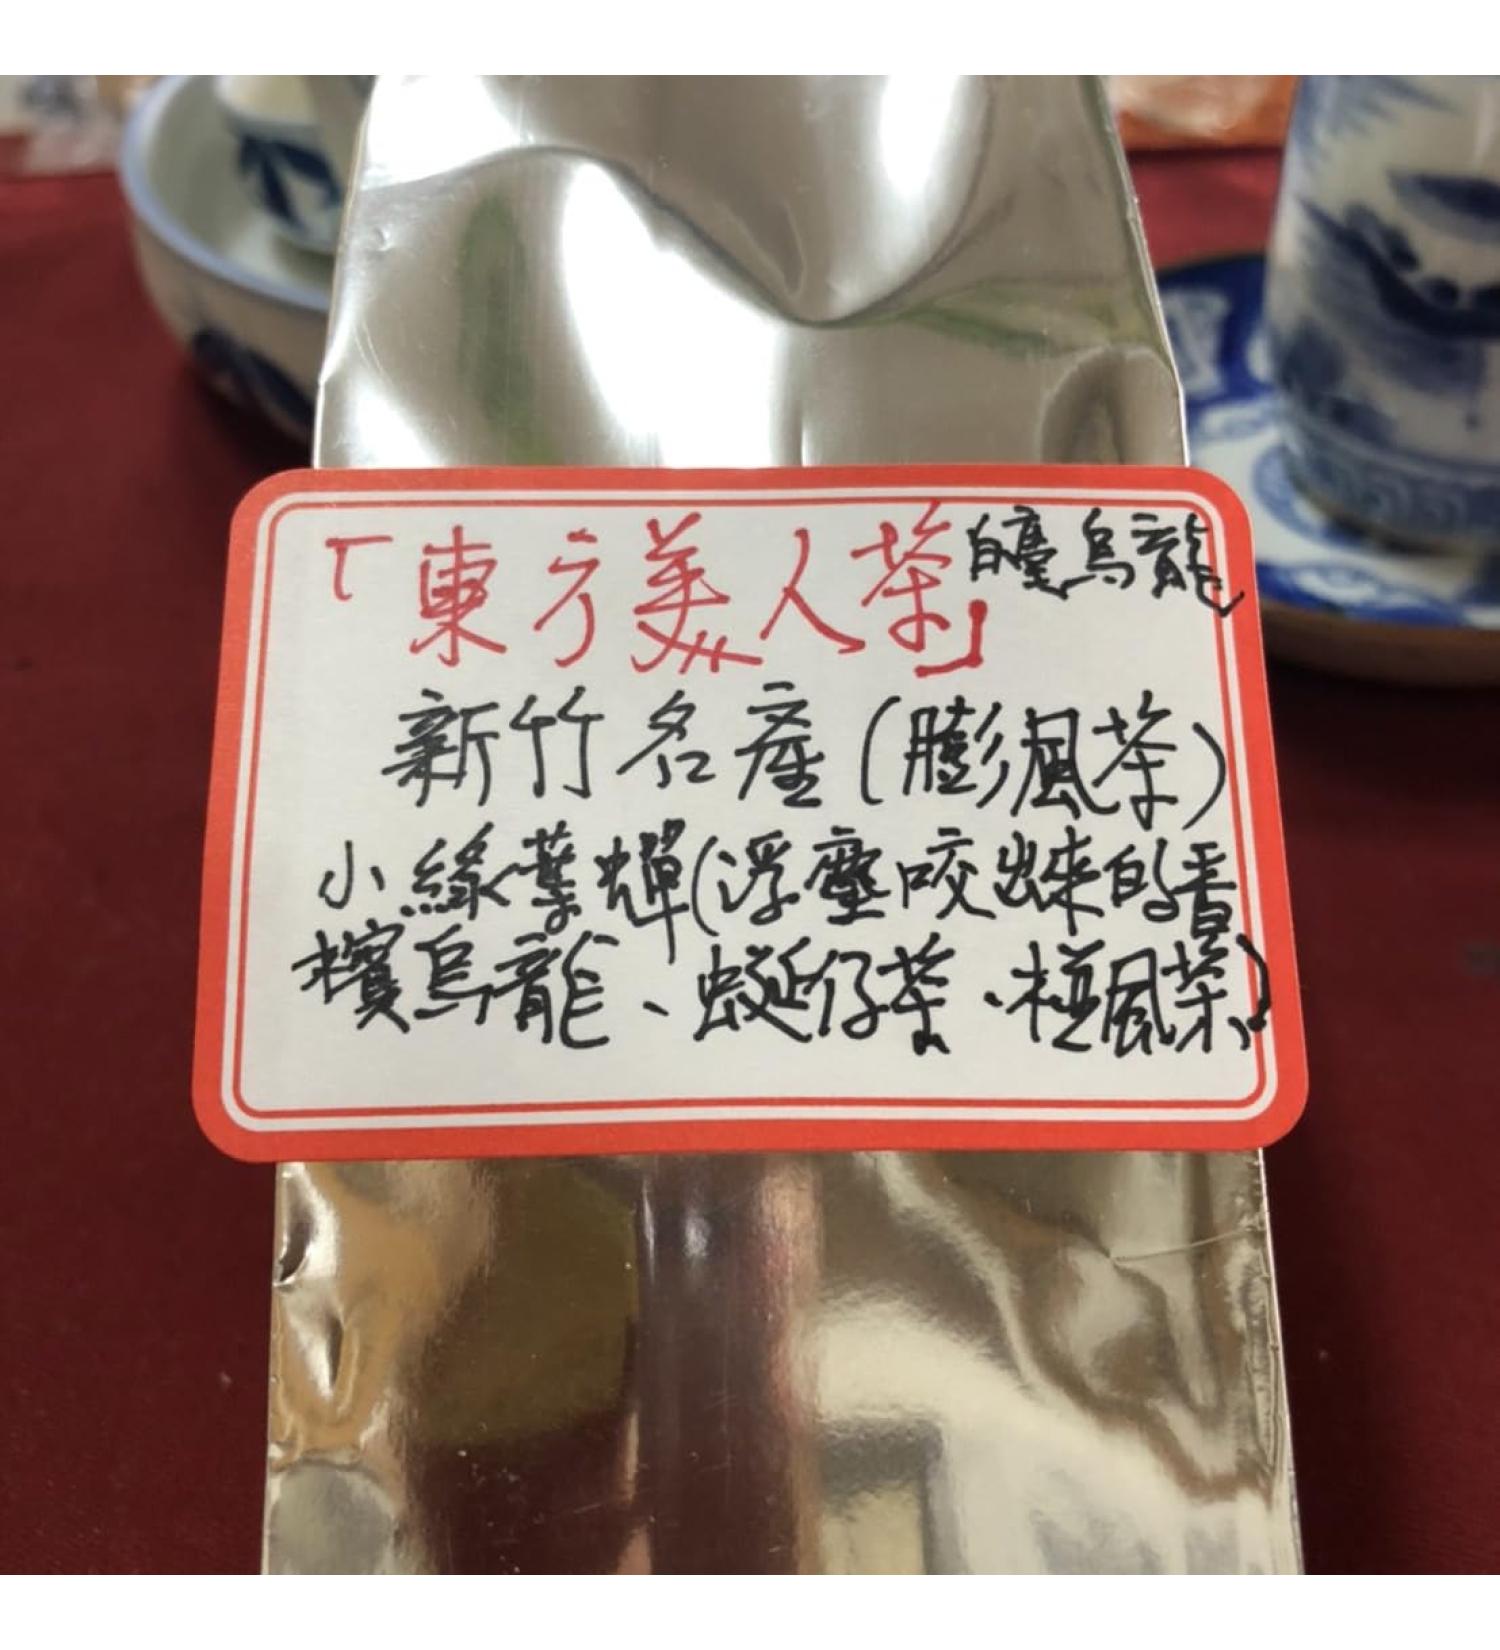 「東方美人茶」白毫烏龍
新竹名產(膨風茶)
小綠葉蟬(浮塵咬出來的香
檳烏龍、蜒仔茶、椪風茶)